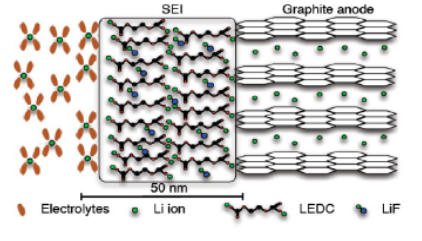 SEI Graphite anode
50 nm
Electrolytes Li ion LEDC LiF